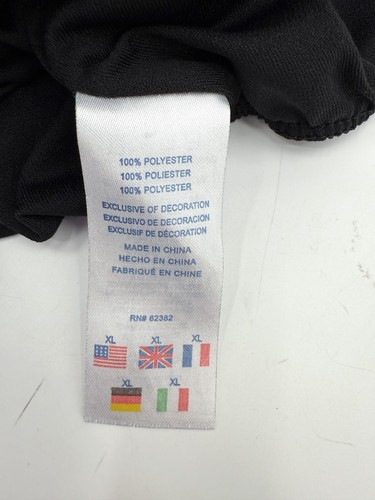 100% POLYESTER
100% POLIESTER
100% POLYESTER
EXCLUSIVE OF DECORATION
EXCLUSIVO DE DECORACION
EXCLUSIF DE DÉCORATION
MADE IN CHINA
HECHO EN CHINA
FABRIQUÉ EN CHINE
RN# 62382
XL XL XL
XL XL